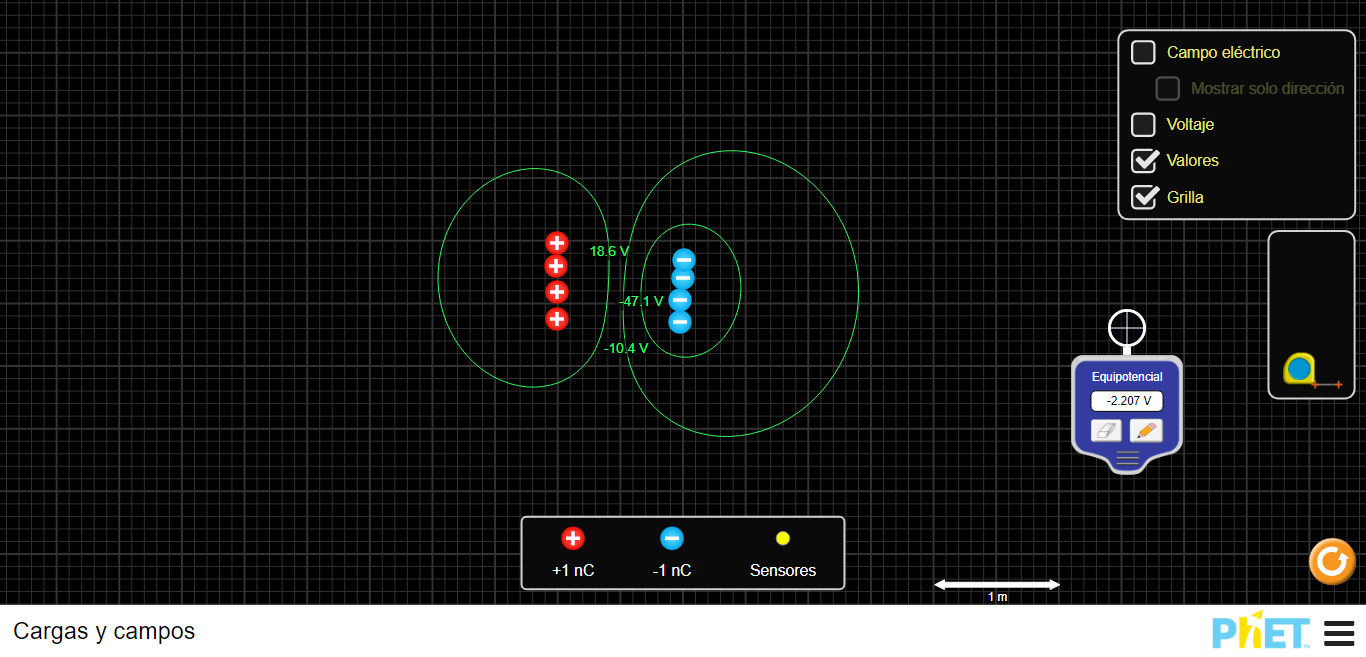 Campo eléctrico
Mostrar solo dirección
Voltaje
Valores
Grilla
18.6 V
-47.1 V
-10.4 V
Equipotencial
-2.207 V
+1 nC
-1 nC
Sensores
1 m
Cargas y campos
PhET